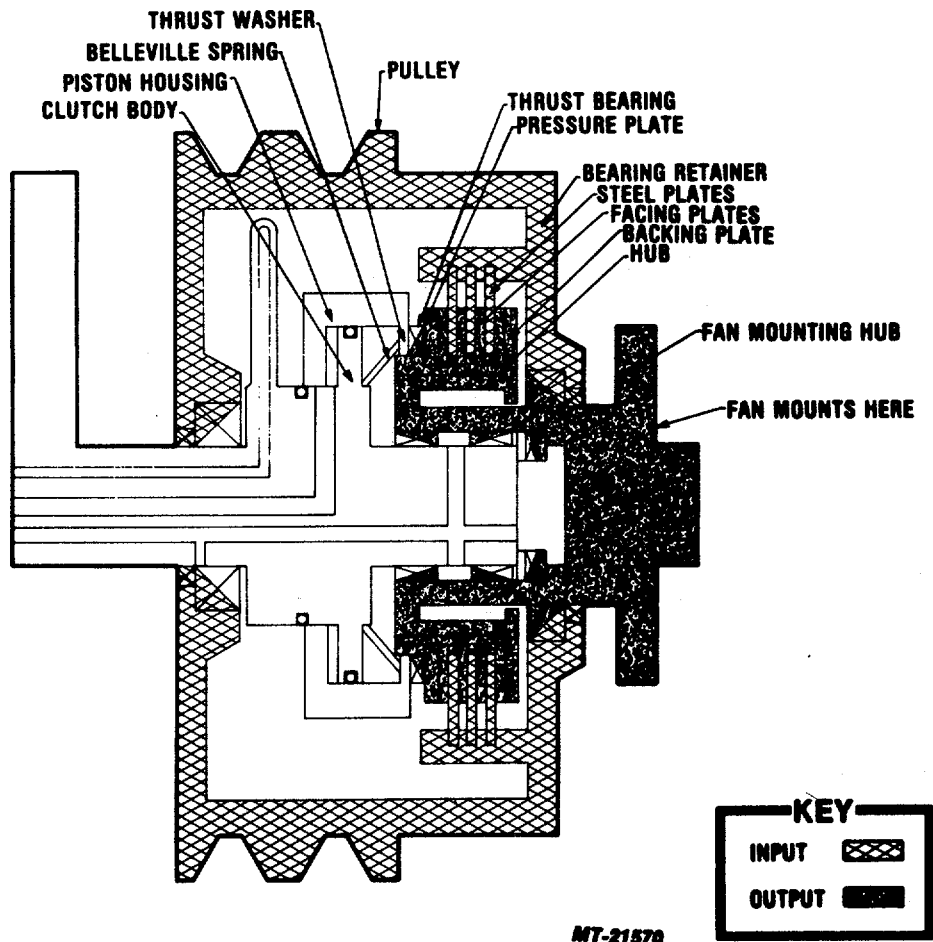 THRUST WASHER
BELLEVILLE SPRING
PISTON HOUSING
CLUTCH BODY
PULLEY
THRUST BEARING
PRESSURE PLATE
BEARING RETAINER
STEEL PLATES
FACING PLATES
BACKING PLATE
HUB
FAN MOUNTING HUB
FAN MOUNTS HERE
KEY
INPUT
OUTPUT
MT-21570